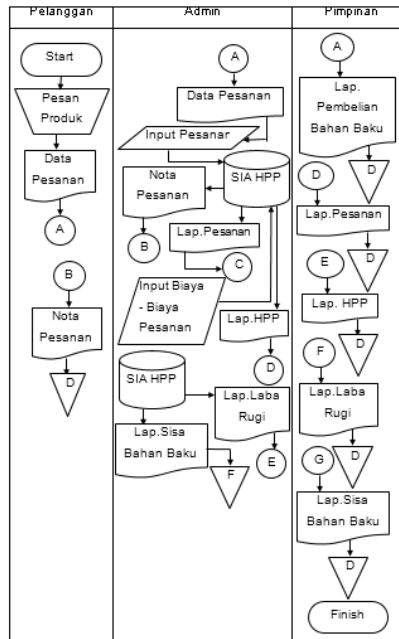 Pelanggan
Admin
Pimpinan
Start
Pesan
Produk
Data
Pesanan
A
B
Nota
Pesanan
D
A
Data Pesanan
Input Pesanar
SIA HPP
Nota
Pesanan
B
Lap.Pesanan
C
Input Biaya
- Biaya
Pesanan
Lap.HPP
D
SIA HPP
Lap.Laba
Rugi
E
Lap.Sisa
Bahan Baku
F
A
Lap.
Pembelian
Bahan Baku
D
D
Lap.Pesanan
D
E
Lap. HPP
D
F
Lap.Laba
Rugi
D
G
Lap.Sisa
Bahan Baku
D
Finish